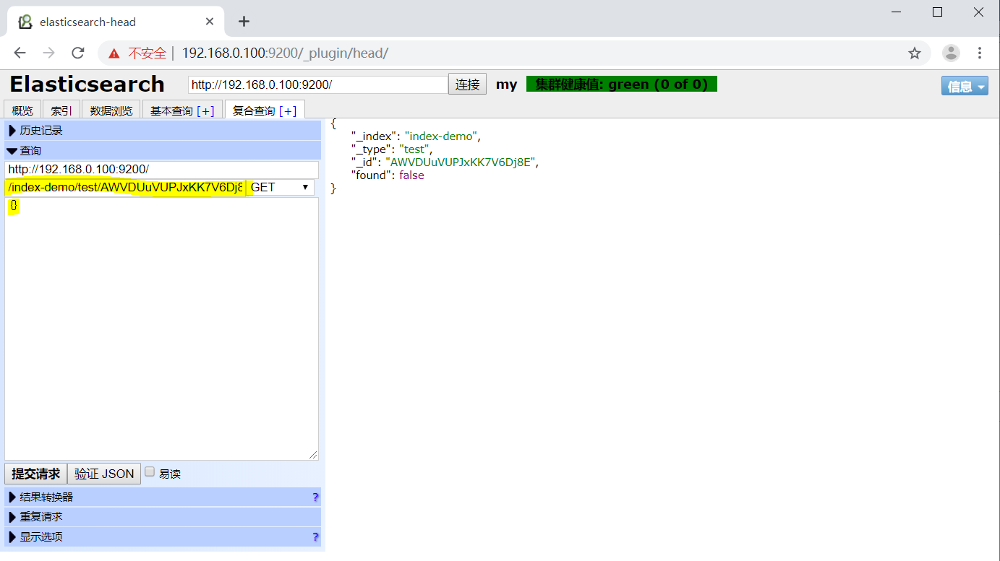 elasticsearch-head
不安全 | 192.168.0.100:9200/_plugin/head/
Elasticsearch http://192.168.0.100:9200/ 连接 my 集群健康值: green (0 of 0) 信息
概览 索引 数据浏览 基本查询 [+] 复合查询 [+]
历史记录
查询
http://192.168.0.100:9200/
/index-demo/test/AWVDUuVUPJxKK7V6Dj8 GET
{}
提交请求 验证 JSON 易读
结果转换器 ?
重复请求
显示选项 ?
{
"_index": "index-demo",
"_type": "test",
"_id": "AWVDUuVUPJxKK7V6Dj8E",
"found": false
}